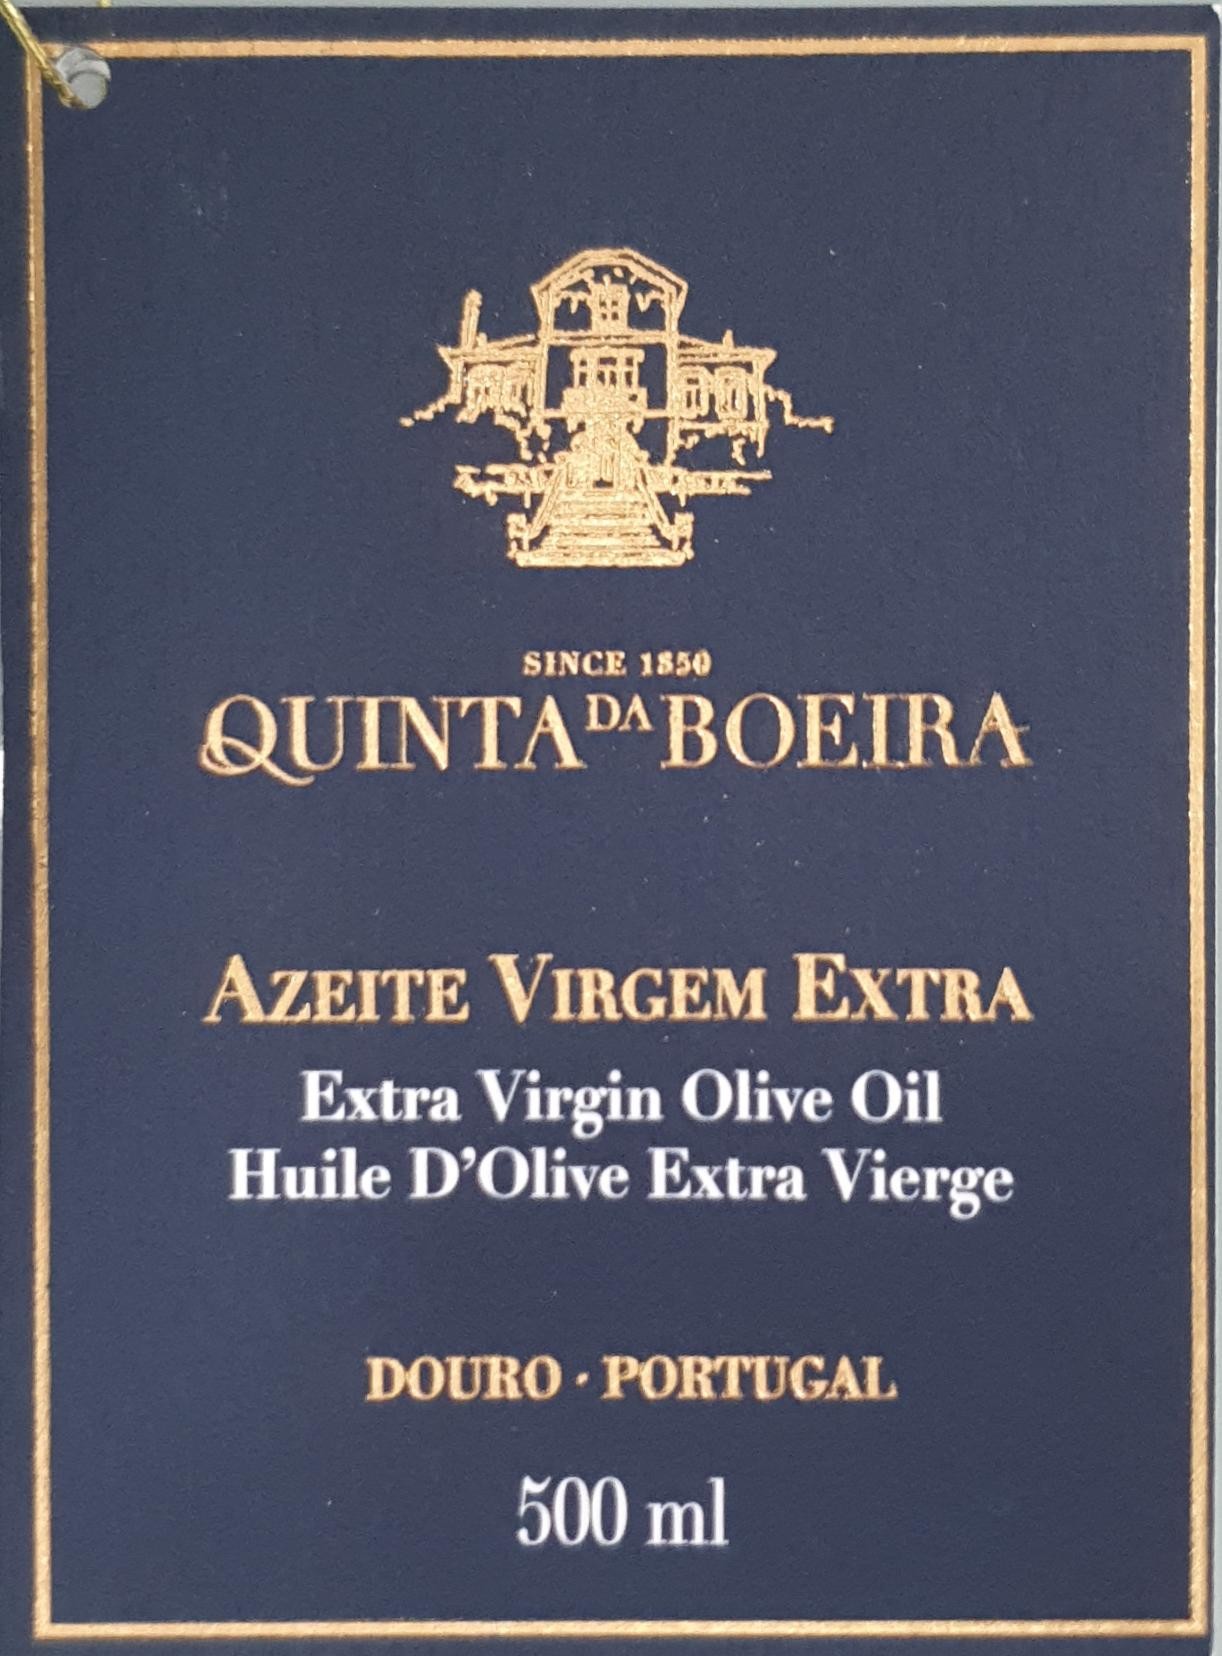 SINCE 1850
QUINTA DA BOEIRA
AZEITE VIRGEM EXTRA
Extra Virgin Olive Oil
Huile D'Olive Extra Vierge
DOURO · PORTUGAL
500 ml